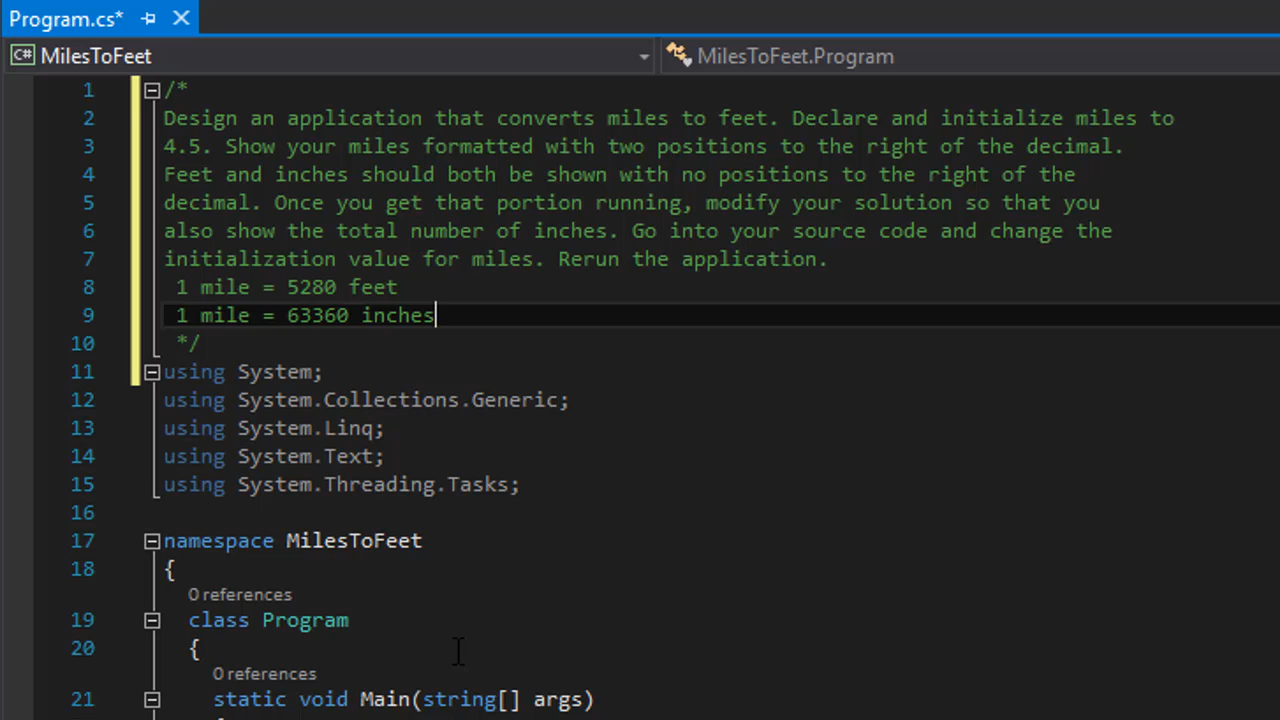 Program.cs*
C# MilesToFeet
MilesToFeet.Program
1 /*
2 Design an application that converts miles to feet. Declare and initialize miles to
3 4.5. Show your miles formatted with two positions to the right of the decimal.
4 Feet and inches should both be shown with no positions to the right of the
5 decimal. Once you get that portion running, modify your solution so that you
6 also show the total number of inches. Go into your source code and change the
7 initialization value for miles. Rerun the application.
8 1 mile = 5280 feet
9 1 mile = 63360 inches
10 */
11 using System;
12 using System.Collections.Generic;
13 using System.Linq;
14 using System.Text;
15 using System.Threading.Tasks;
16
17 namespace MilesToFeet
18 {
0 references
19 class Program
20 {
0 references
21 static void Main(string[] args)
{